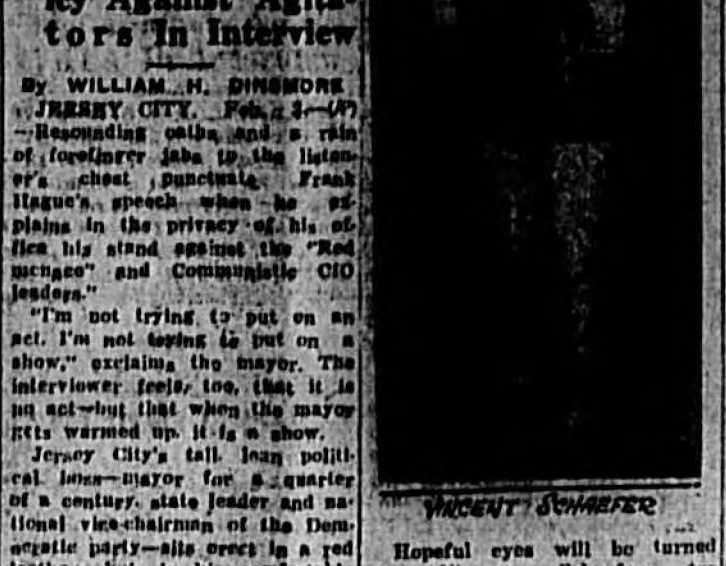 icy Against Agita-
tors In Interview
By WILLIAM H. DINSMORE
JERSEY CITY, Feb. 3—(AP)
—Resounding oaths and a rain
of forefinger jabs to the listen-
er's chest punctuate Frank
Hague's speech when he ex-
plains in the privacy of his of-
fice his stand against the "Red
menace" and Communistic CIO
leaders."
"I'm not trying to put on an
act. I'm not trying to put on a
show," exclaims the mayor. The
interviewer feels, too, that it is
no act—but that when the mayor
gets warmed up, it is a show.
Jersey City's tall, lean politi-
cal boss—mayor for a quarter
of a century, state leader and na-
tional vice-chairman of the Dem-
ocratic party—sits erect in a red
VINCENT SCHAEFER
Hopeful eyes will be turned